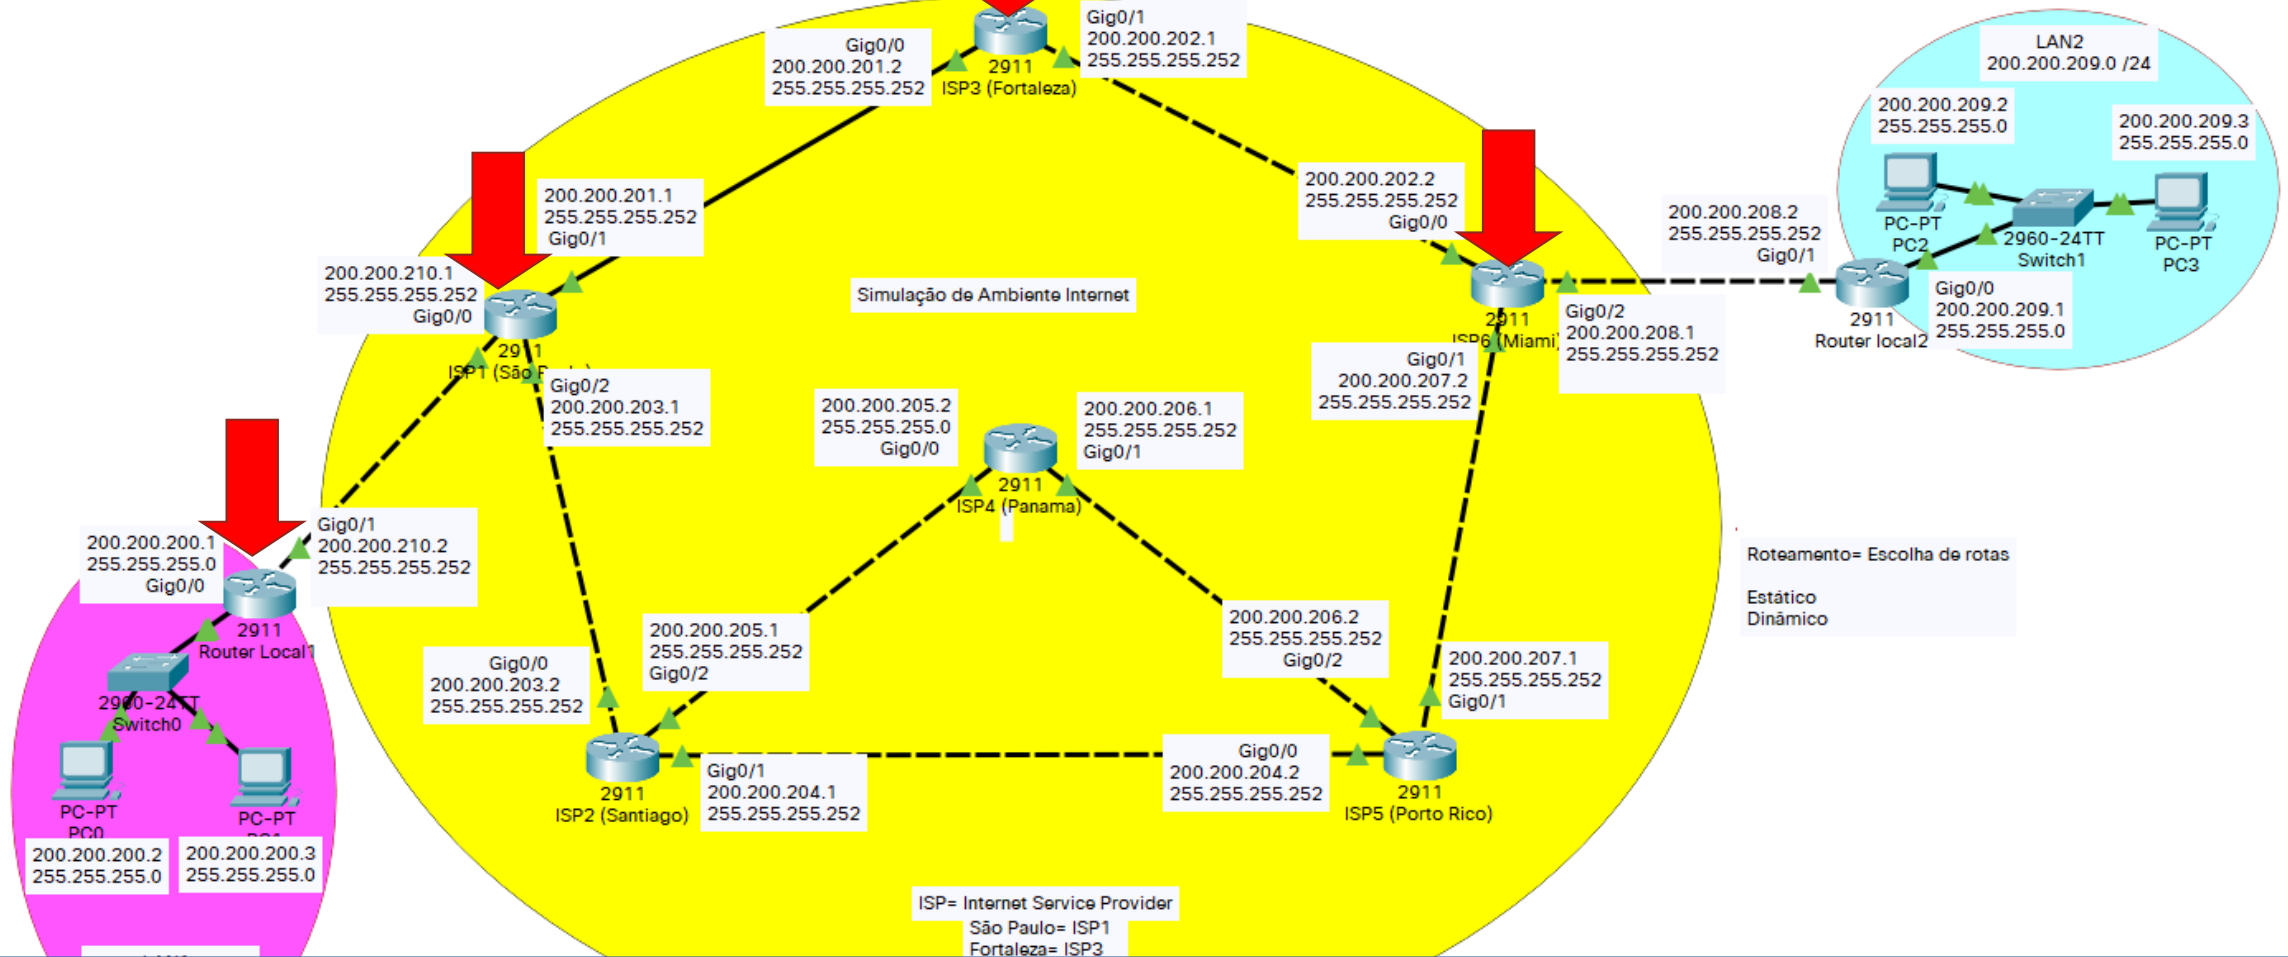 Gig0/0
200.200.201.2
255.255.255.252
2911
ISP3 (Fortaleza)
Gig0/1
200.200.202.1
255.255.255.252
LAN2
200.200.209.0 /24
200.200.209.2
255.255.255.0
200.200.209.3
255.255.255.0
PC-PT
PC2
2960-24TT
Switch1
PC-PT
PC3
200.200.201.1
255.255.255.252
Gig0/1
200.200.202.2
255.255.255.252
Gig0/0
200.200.208.2
255.255.255.252
Gig0/1
200.200.210.1
255.255.255.252
Gig0/0
Simulação de Ambiente Internet
2911
ISP1 (São
2911
ISP6 (Miami)
Gig0/2
200.200.208.1
255.255.255.252
2911
Router local2
Gig0/0
200.200.209.1
255.255.255.0
Gig0/2
200.200.203.1
255.255.255.252
Gig0/1
200.200.207.2
255.255.255.252
200.200.205.2
255.255.255.0
Gig0/0
200.200.206.1
255.255.255.252
Gig0/1
2911
ISP4 (Panama)
200.200.200.1
255.255.255.0
Gig0/0
Gig0/1
200.200.210.2
255.255.255.252
2911
Router Local1
Roteamento= Escolha de rotas
Estático
Dinâmico
2960-24TT
Switch0
PC-PT
PC0
PC-PT
200.200.200.2
255.255.255.0
200.200.200.3
255.255.255.0
Gig0/0
200.200.203.2
255.255.255.252
200.200.205.1
255.255.255.252
Gig0/2
200.200.206.2
255.255.255.252
Gig0/2
200.200.207.1
255.255.255.252
Gig0/1
2911
ISP2 (Santiago)
Gig0/1
200.200.204.1
255.255.255.252
Gig0/0
200.200.204.2
255.255.255.252
2911
ISP5 (Porto Rico)
ISP= Internet Service Provider
São Paulo= ISP1
Fortaleza= ISP3